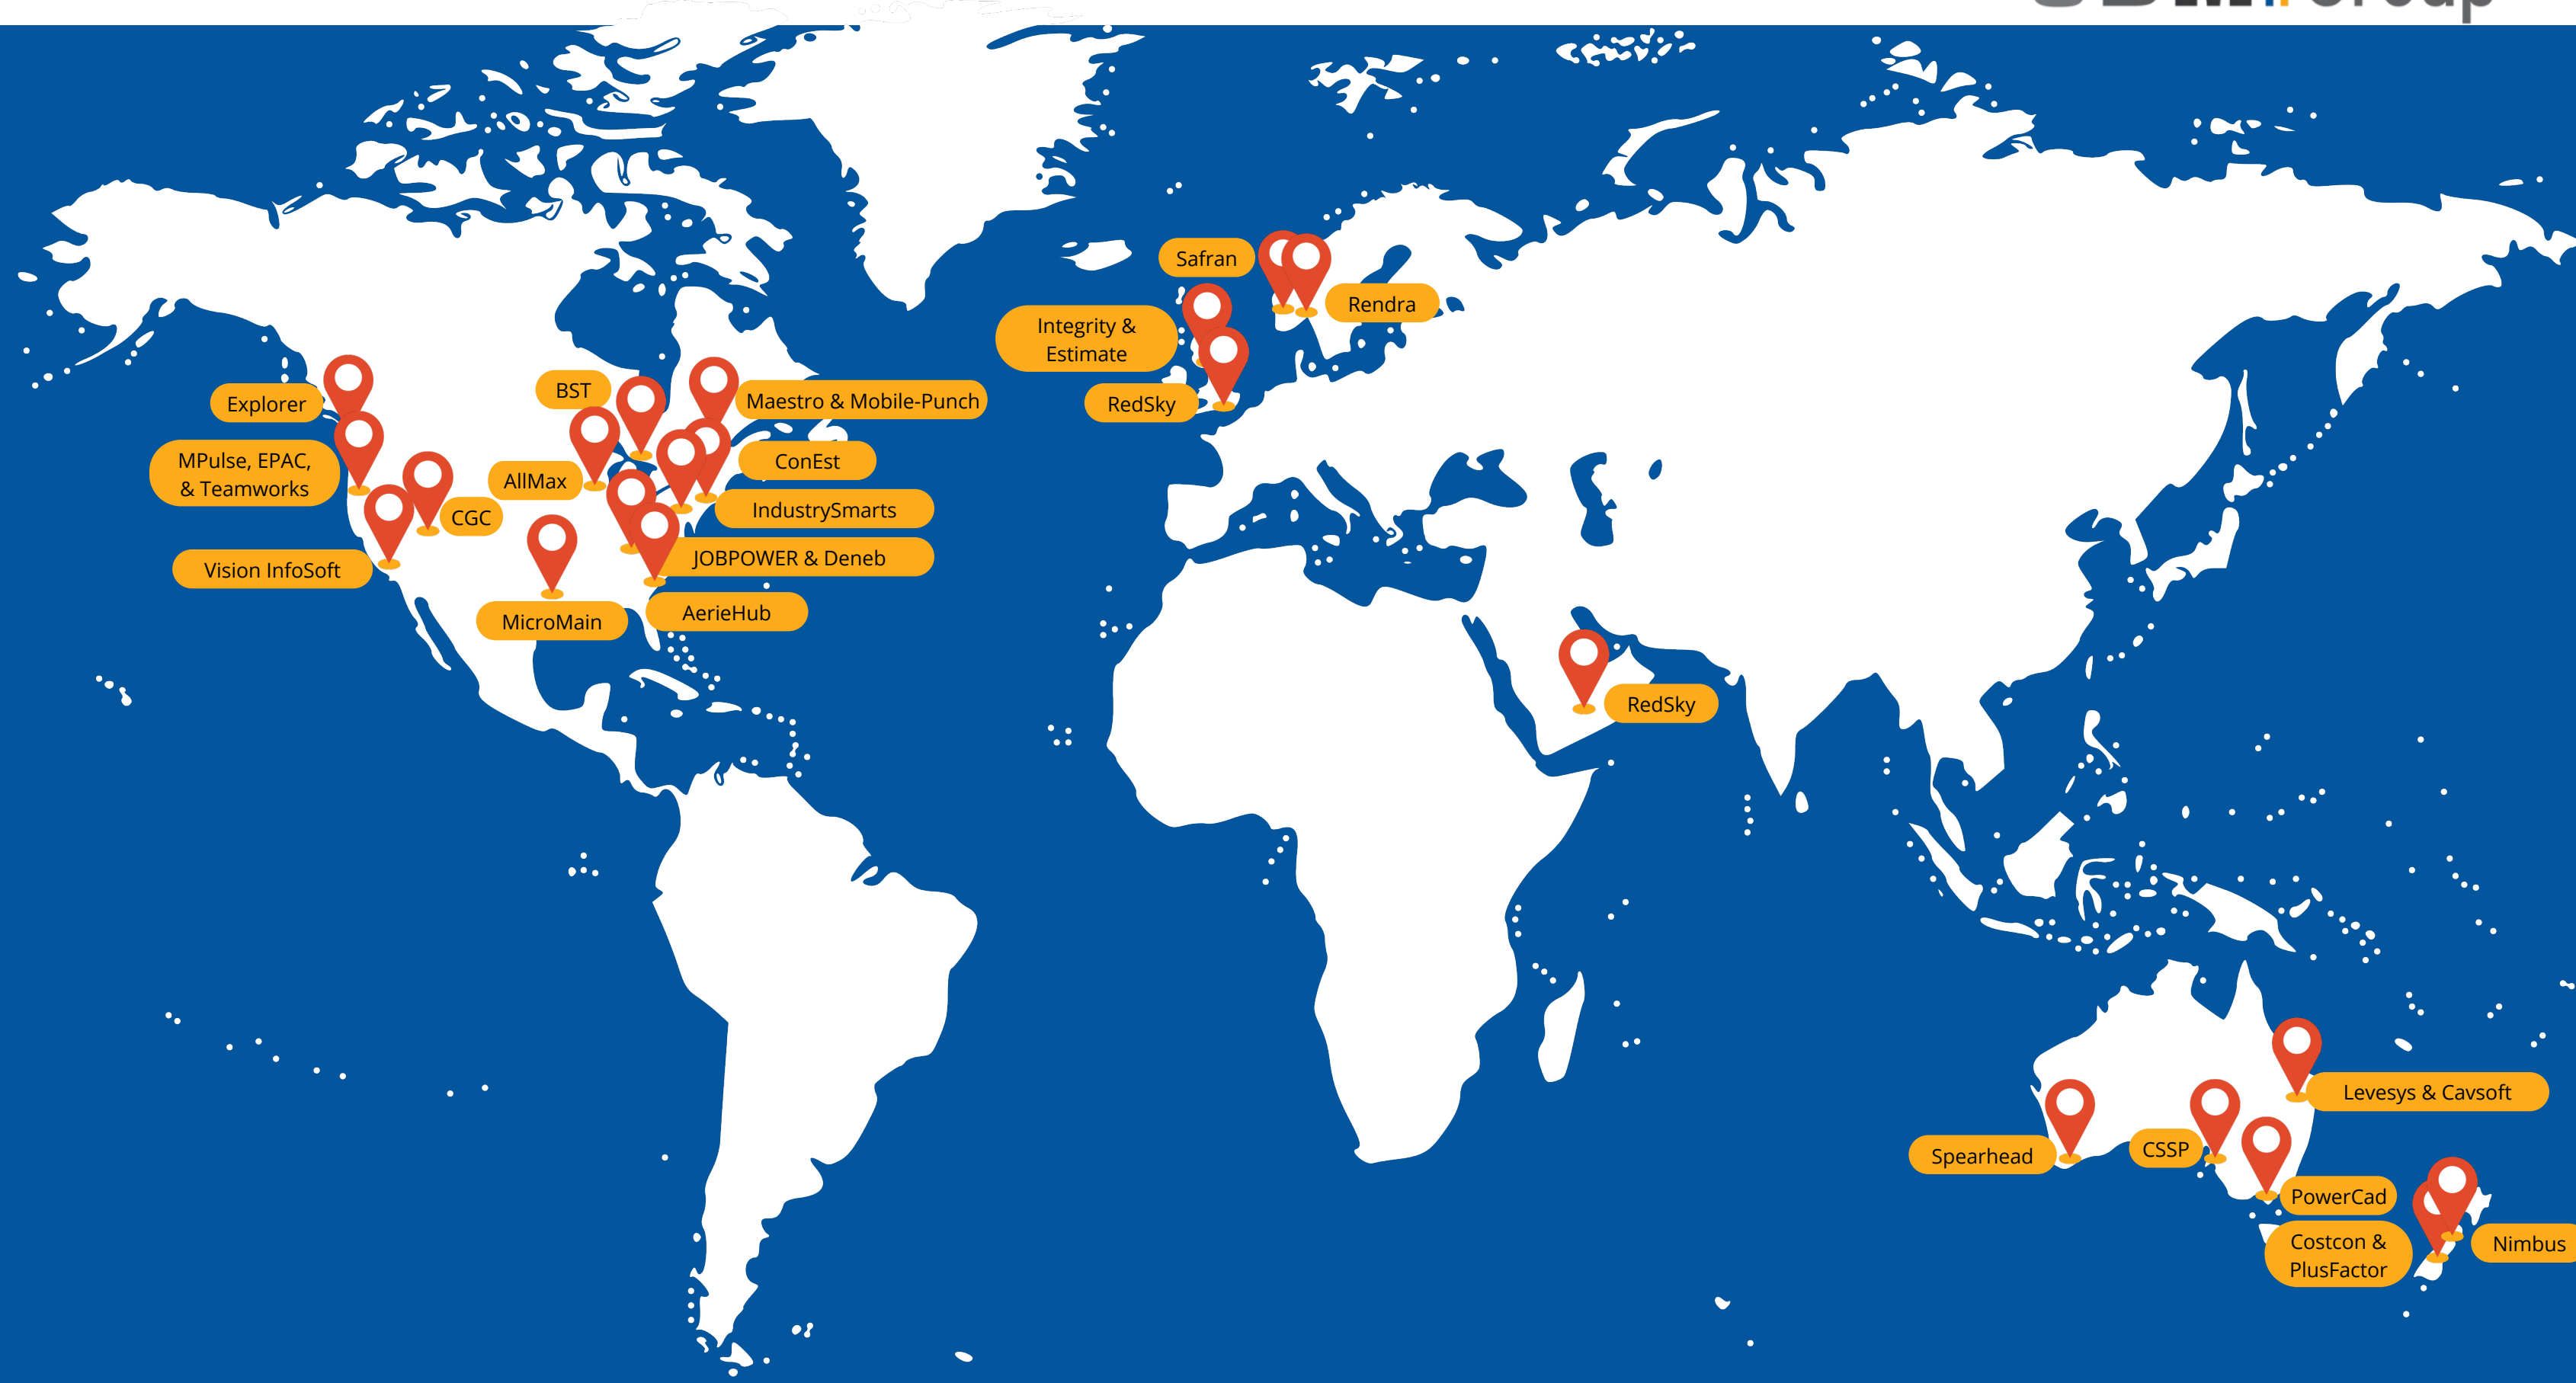 Group
Safran
Rendra
Integrity &
Estimate
RedSky
Explorer
BST
Maestro & Mobile-Punch
MPulse, EPAC,
& Teamworks
ConEst
AllMax
CGC
IndustrySmarts
Vision InfoSoft
JOBPOWER & Deneb
MicroMain
AerieHub
RedSky
Levesys & Cavsoft
Spearhead
CSSP
PowerCad
Costcon &
PlusFactor
Nimbus